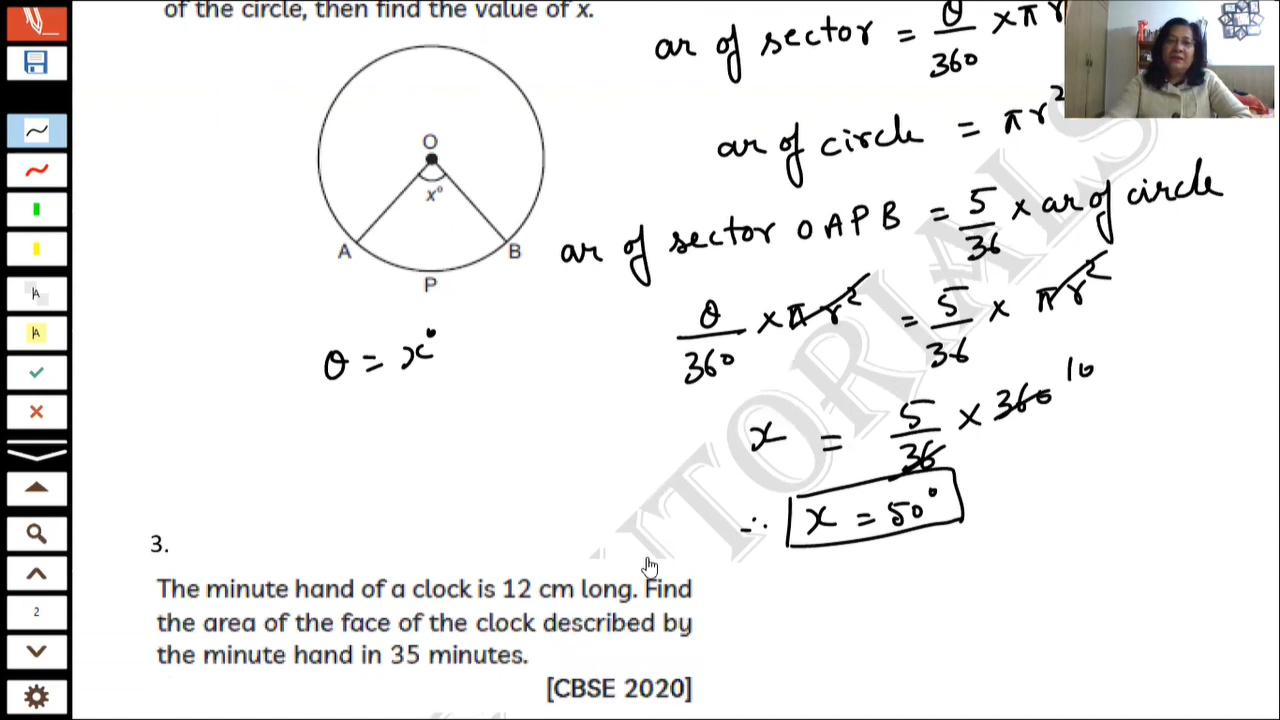 of the circle, then find the value of x.
O
x°
A
B
P
θ = x°
ar of sector = θ/360 × π r
ar of circle = πr²
ar of sector OAPB = 5/36 × ar of circle
θ/360 × πr² = 5/36 × πr²
x = 5/36 × 360 10
∴ x = 50°
3.
The minute hand of a clock is 12 cm long. Find
the area of the face of the clock described by
the minute hand in 35 minutes.
[CBSE 2020]
UTORIALS
A
A
2